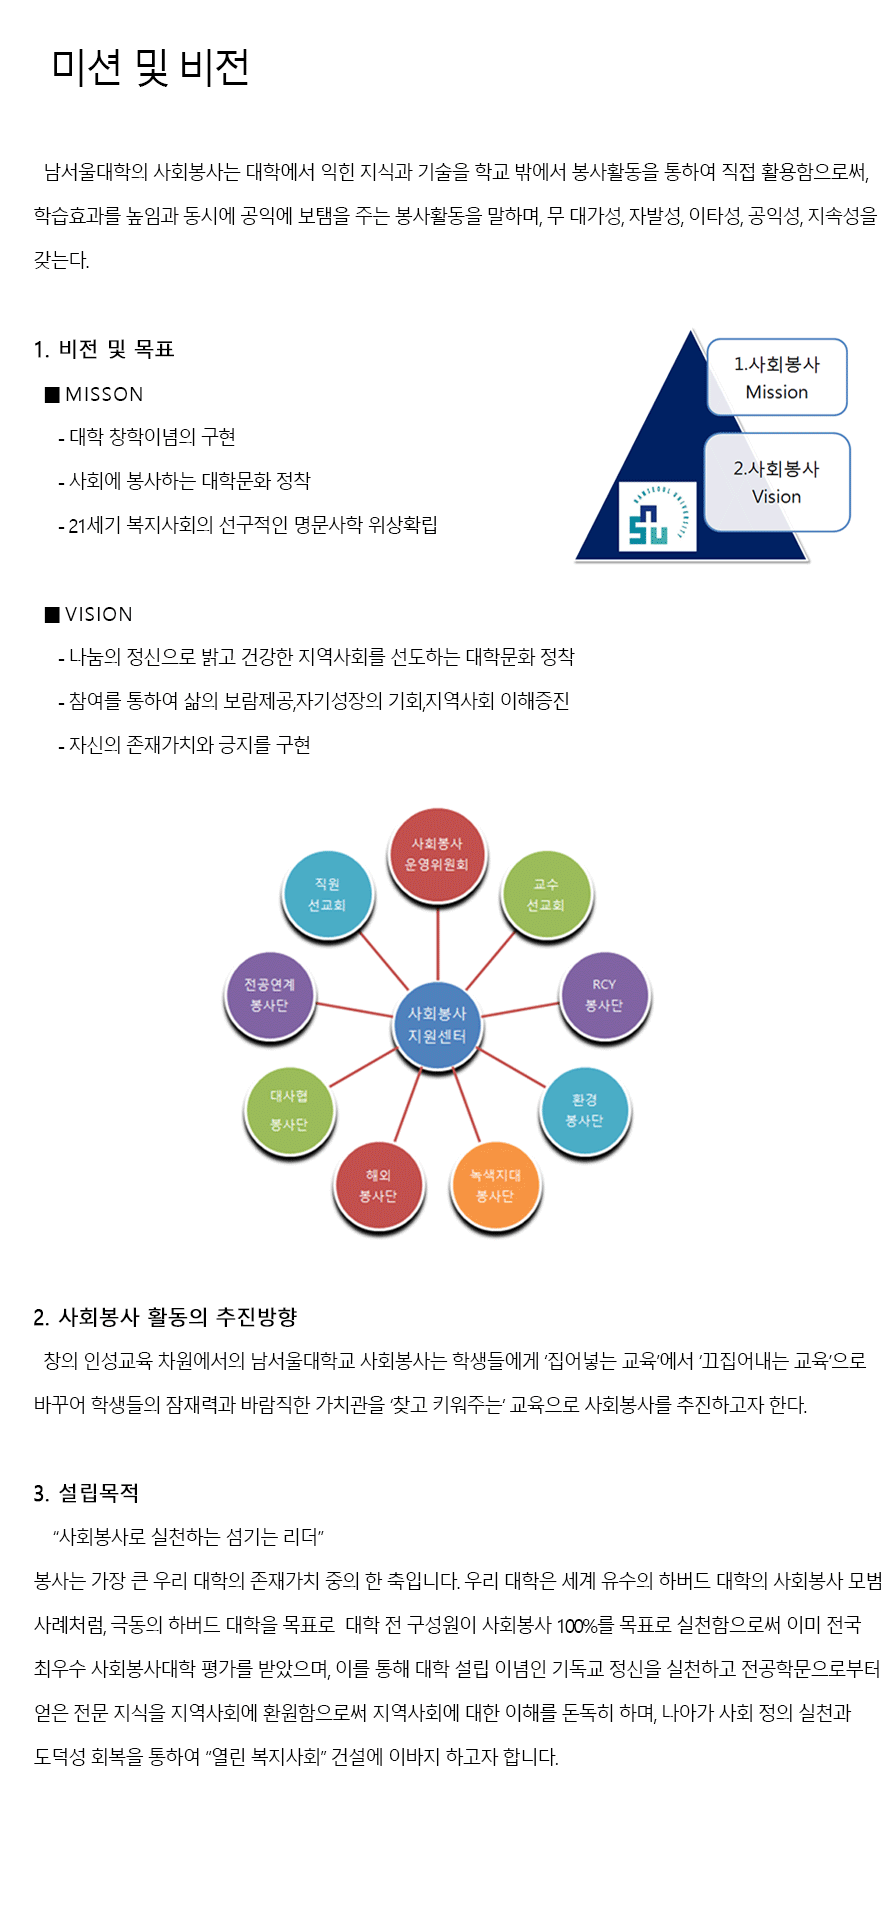 미션 및 비전
남서울대학의 사회봉사는 대학에서 익힌 지식과 기술을 학교 밖에서 봉사활동을 통하여 직접 활용함으로써,
학습효과를 높임과 동시에 공익에 보탬을 주는 봉사활동을 말하며, 무 대가성, 자발성, 이타성, 공익성, 지속성을
갖는다.
1. 비전 및 목표
■ MISSON
- 대학 창학이념의 구현
- 사회에 봉사하는 대학문화 정착
- 21세기 복지사회의 선구적인 명문사학 위상확립
1.사회봉사
Mission
2.사회봉사
Vision
NAMSEOUL UNIVERSITY
nsu
■ VISION
- 나눔의 정신으로 밝고 건강한 지역사회를 선도하는 대학문화 정착
- 참여를 통하여 삶의 보람제공,자기성장의 기회,지역사회 이해증진
- 자신의 존재가치와 긍지를 구현
사회봉사
운영위원회
직원
선교회
교수
선교회
전공연계
봉사단
RCY
봉사단
사회봉사
지원센터
대사협
봉사단
환경
봉사단
해외
봉사단
녹색지대
봉사단
2. 사회봉사 활동의 추진방향
창의 인성교육 차원에서의 남서울대학교 사회봉사는 학생들에게 ‘집어넣는 교육’에서 ‘끄집어내는 교육’으로
바꾸어 학생들의 잠재력과 바람직한 가치관을 ‘찾고 키워주는’ 교육으로 사회봉사를 추진하고자 한다.
3. 설립목적
“사회봉사로 실천하는 섬기는 리더”
봉사는 가장 큰 우리 대학의 존재가치 중의 한 축입니다. 우리 대학은 세계 유수의 하버드 대학의 사회봉사 모범
사례처럼, 극동의 하버드 대학을 목표로 대학 전 구성원이 사회봉사 100%를 목표로 실천함으로써 이미 전국
최우수 사회봉사대학 평가를 받았으며, 이를 통해 대학 설립 이념인 기독교 정신을 실천하고 전공학문으로부터
얻은 전문 지식을 지역사회에 환원함으로써 지역사회에 대한 이해를 돈독히 하며, 나아가 사회 정의 실천과
도덕성 회복을 통하여 “열린 복지사회” 건설에 이바지 하고자 합니다.